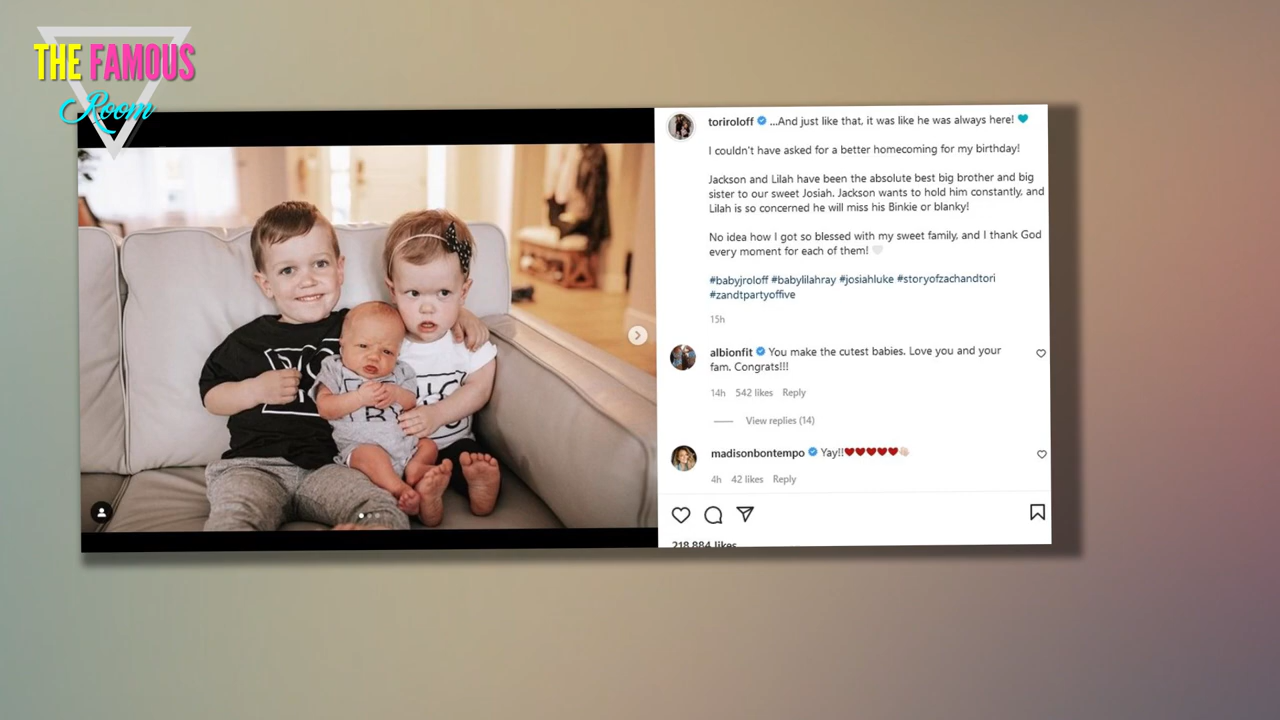 THE FAMOUS
Room
toriroloff ...And just like that, it was like he was always here! 🩵
I couldn't have asked for a better homecoming for my birthday!
Jackson and Lilah have been the absolute best big brother and big
sister to our sweet Josiah. Jackson wants to hold him constantly, and
Lilah is so concerned he will miss his Binkie or blanky!
No idea how I got so blessed with my sweet family, and I thank God
every moment for each of them! 🤍
#babyjroloff #babylilahray #josiahluke #storyofzachandtori
#zandtpartyoffive
15h
albionfit You make the cutest babies. Love you and your
fam. Congrats!!!
14h 542 likes Reply
View replies (14)
madisonbontempo Yay!!♥♥♥♥♥👏🏻
4h 42 likes Reply
218,884 likes